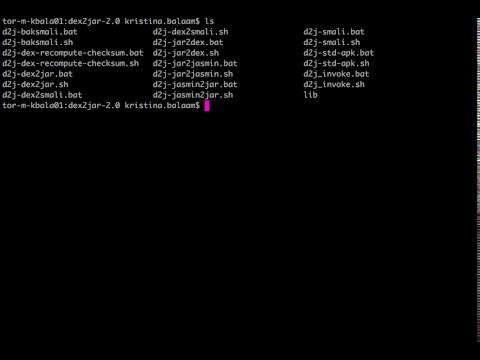 tor-m-kbala01:dex2jar-2.0 kristina.balaam$ ls
d2j-baksmali.bat d2j-dex2smali.sh d2j-smali.bat
d2j-baksmali.sh d2j-jar2dex.bat d2j-smali.sh
d2j-dex-recompute-checksum.bat d2j-jar2dex.sh d2j-std-apk.bat
d2j-dex-recompute-checksum.sh d2j-jar2jasmin.bat d2j-std-apk.sh
d2j-dex2jar.bat d2j-jar2jasmin.sh d2j_invoke.bat
d2j-dex2jar.sh d2j-jasmin2jar.bat d2j_invoke.sh
d2j-dex2smali.bat d2j-jasmin2jar.sh lib
tor-m-kbala01:dex2jar-2.0 kristina.balaam$